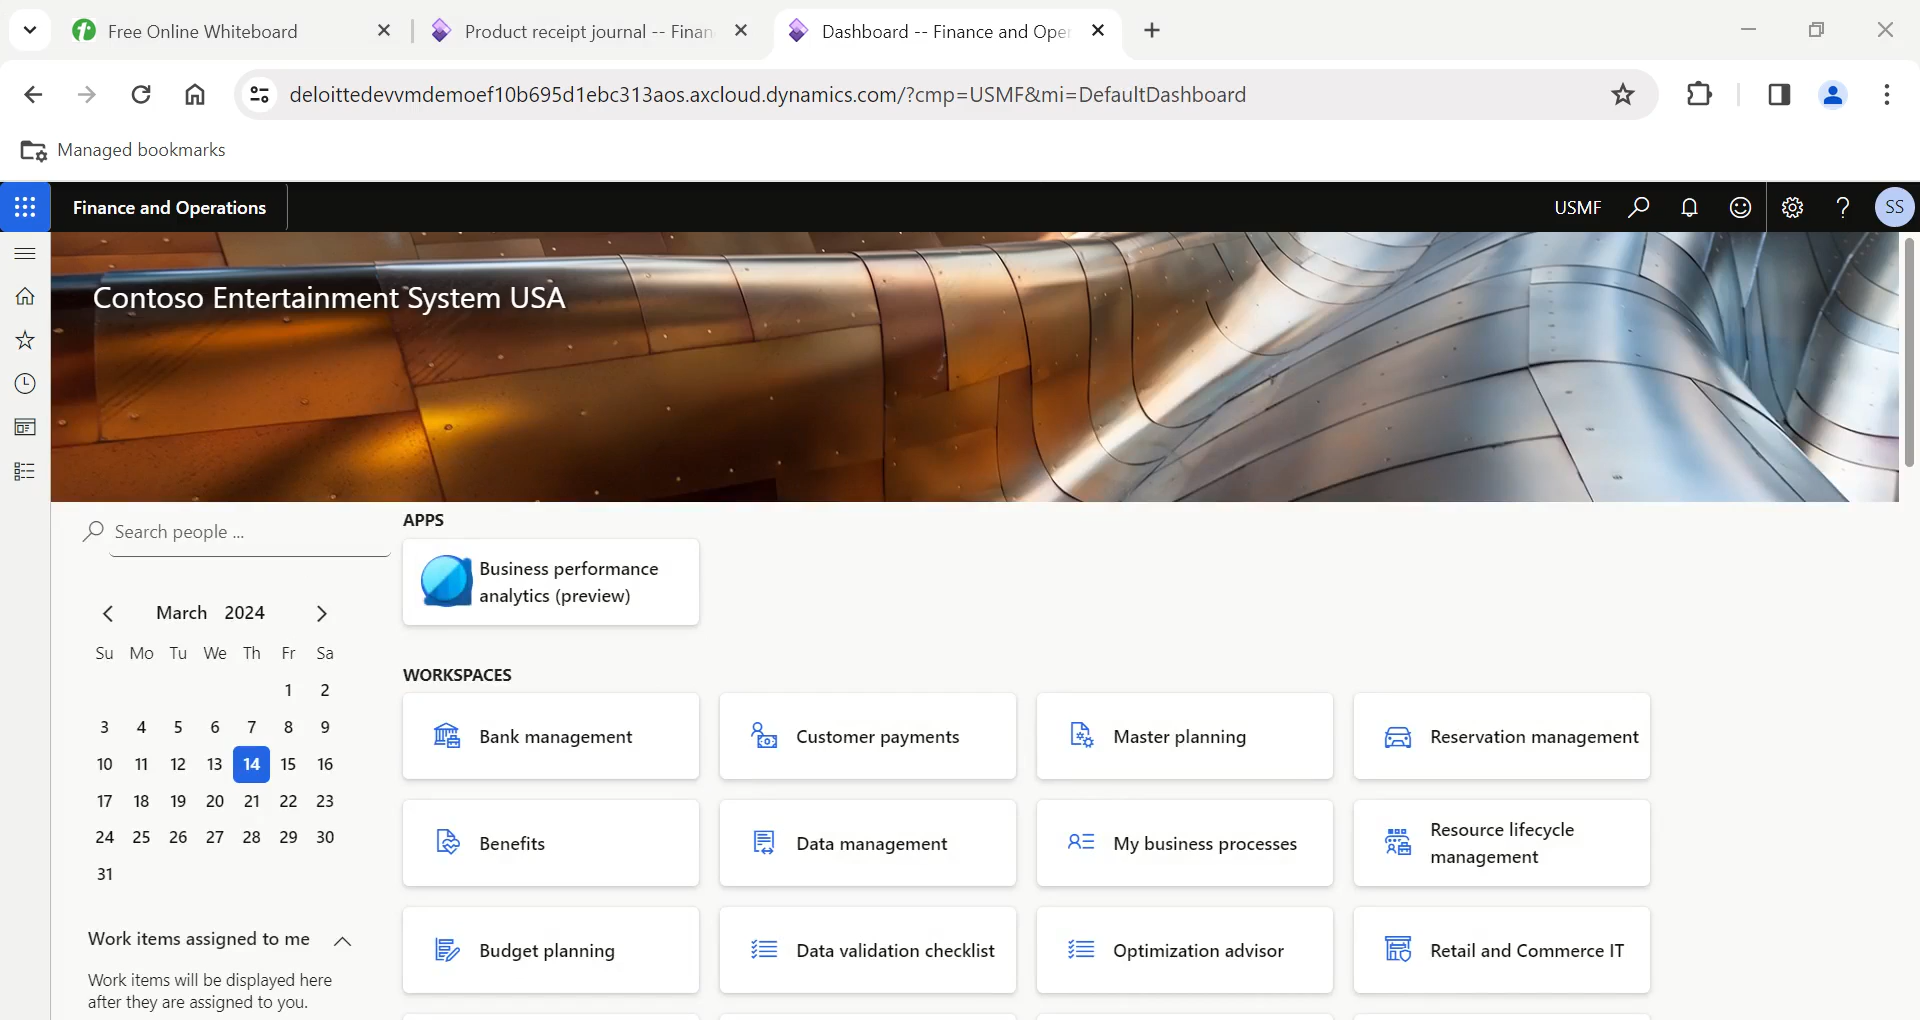 Free Online Whiteboard
Product receipt journal -- Finan
Dashboard -- Finance and Oper
deloittedevvmdemoef10b695d1ebc313aos.axcloud.dynamics.com/?cmp=USMF&mi=DefaultDashboard
Managed bookmarks
Finance and Operations
USMF
SS
Contoso Entertainment System USA
Search people ...
March 2024
Su Mo Tu We Th Fr Sa
1 2
3 4 5 6 7 8 9
10 11 12 13 14 15 16
17 18 19 20 21 22 23
24 25 26 27 28 29 30
31
Work items assigned to me
Work items will be displayed here
after they are assigned to you.
APPS
Business performance
analytics (preview)
WORKSPACES
Bank management
Customer payments
Master planning
Reservation management
Benefits
Data management
My business processes
Resource lifecycle
management
Budget planning
Data validation checklist
Optimization advisor
Retail and Commerce IT